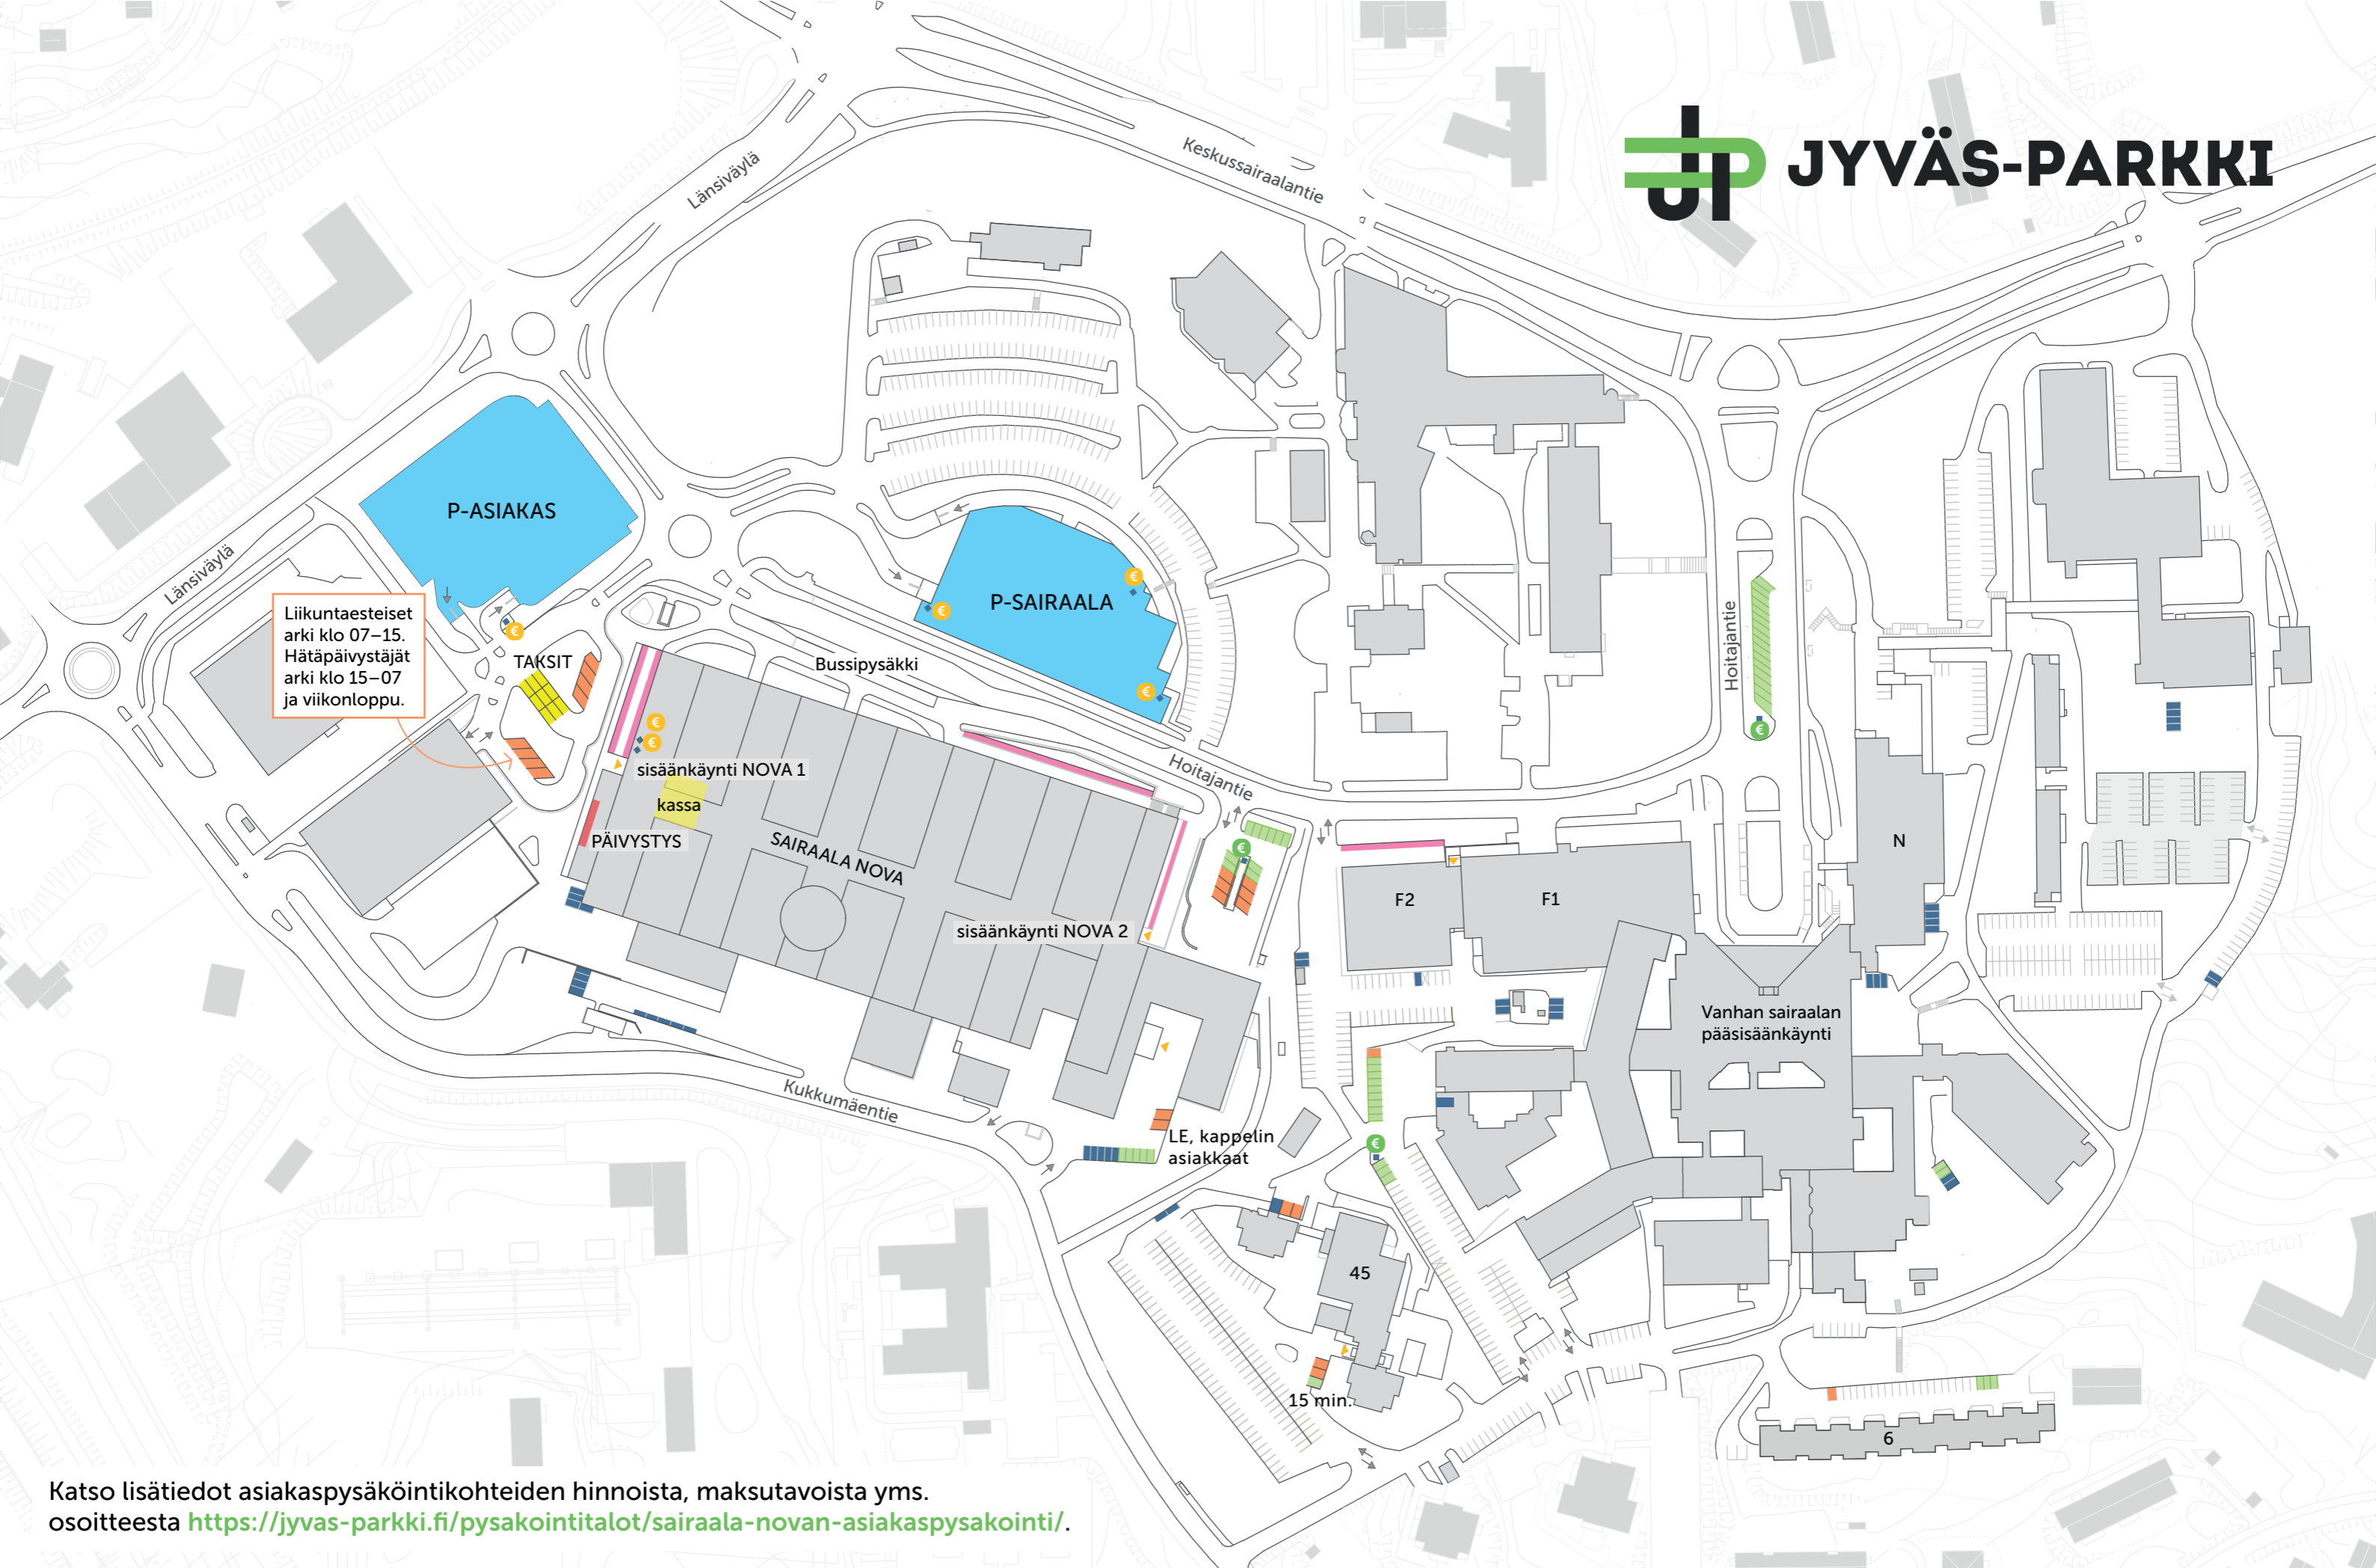 Keskussairaalantie
Länsiväylä
JYVÄS-PARKKI
P-ASIAKAS
Länsiväylä
P-SAIRAALA
Liikuntaesteiset
arki klo 07–15.
Hätäpäivystäjät
arki klo 15–07
ja viikonloppu.
TAKSIT
Bussipysäkki
Hoitajantie
sisäänkäynti NOVA 1
kassa
PÄIVYSTYS
SAIRAALA NOVA
Hoitajantie
sisäänkäynti NOVA 2
F2
F1
N
Vanhan sairaalan
pääsisäänkäynti
Kukkumäentie
LE, kappelin
asiakkaat
45
15 min.
6
Katso lisätiedot asiakaspysäköintikohteiden hinnoista, maksutavoista yms.
osoitteesta https://jyvas-parkki.fi/pysakointitalot/sairaala-novan-asiakaspysakointi/.